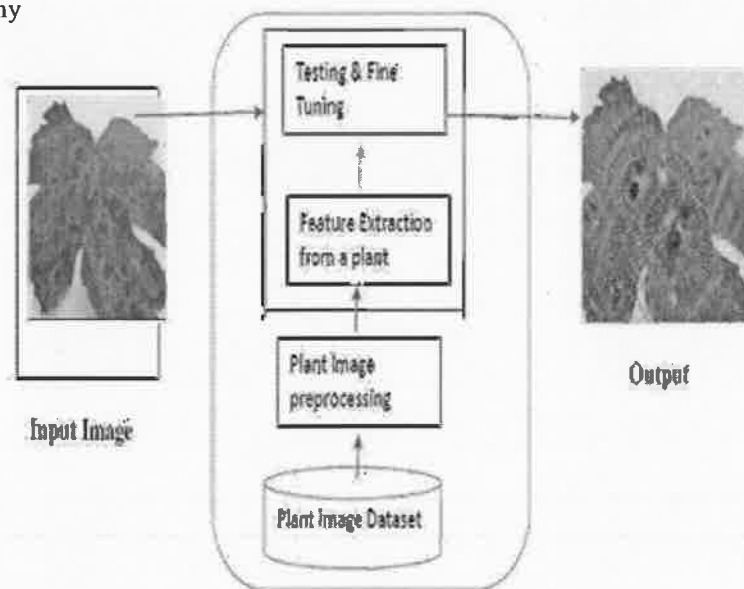 Testing & Fine
Tuning
Feature Extraction
from a plant
Plant Image
preprocessing
Output
Input Image
Plant Image Dataset